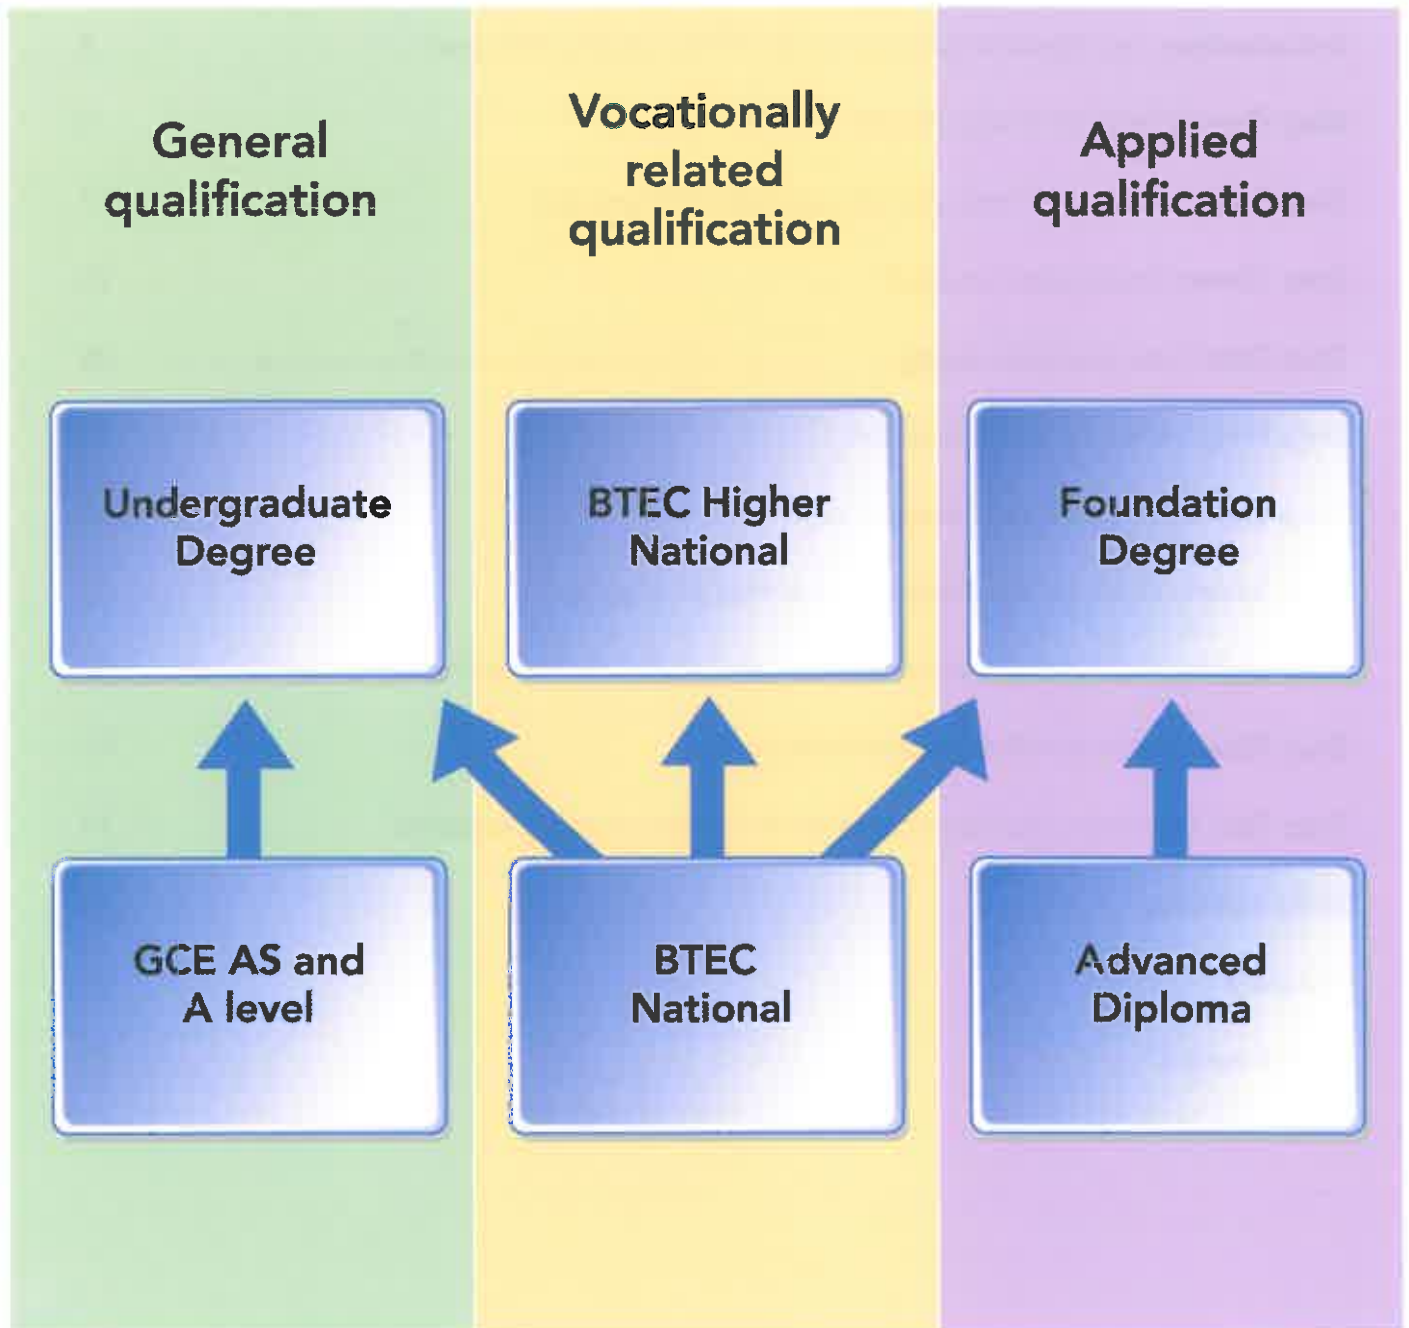 General
qualification
Vocationally
related
qualification
Applied
qualification
Undergraduate
Degree
BTEC Higher
National
Foundation
Degree
GCE AS and
A level
BTEC
National
Advanced
Diploma